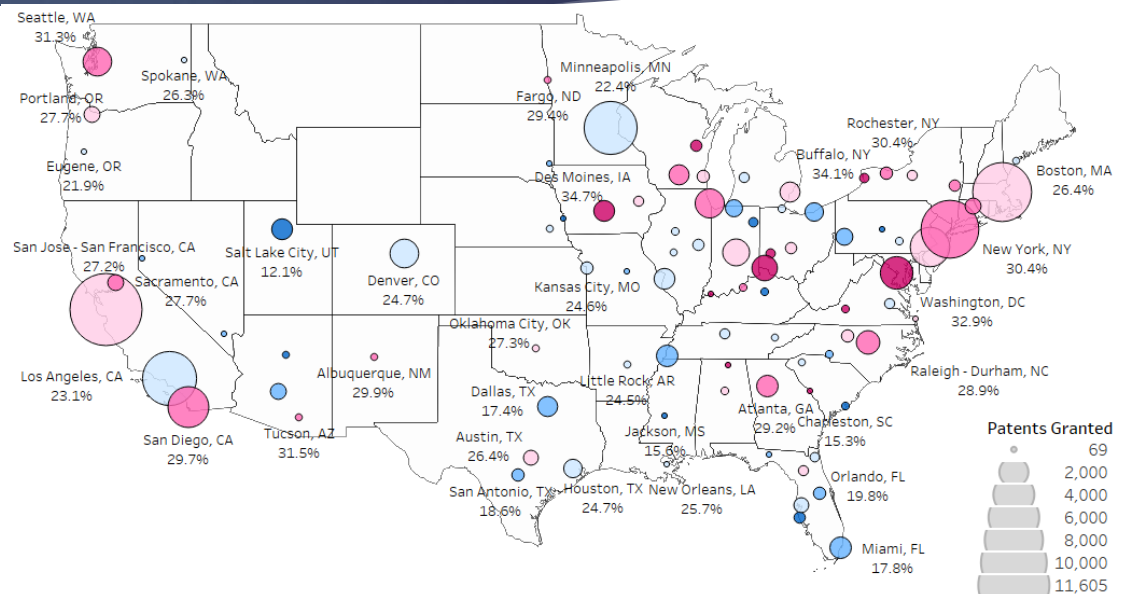 Seattle, WA
31.3%
Spokane, WA
26.3%
Portland, OR
27.7%
Eugene, OR
21.9%
Minneapolis, MN
22.4%
Fargo, ND
29.4%
Rochester, NY
30.4%
Buffalo, NY
34.1%
Boston, MA
26.4%
Des Moines, IA
34.7%
San Jose - San Francisco, CA
27.2%
Sacramento, CA
27.7%
Salt Lake City, UT
12.1%
Denver, CO
24.7%
Kansas City, MO
24.6%
New York, NY
30.4%
Washington, DC
32.9%
Oklahoma City, OK
27.3%
Los Angeles, CA
23.1%
Albuquerque, NM
29.9%
Little Rock, AR
24.5%
Raleigh - Durham, NC
28.9%
Dallas, TX
17.4%
Atlanta, GA
29.2%
Charleston, SC
15.3%
San Diego, CA
29.7%
Tucson, AZ
31.5%
Austin, TX
26.4%
Jackson, MS
15.6%
San Antonio, TX
18.6%
Houston, TX
24.7%
New Orleans, LA
25.7%
Orlando, FL
19.8%
Miami, FL
17.8%
Patents Granted
69
2,000
4,000
6,000
8,000
10,000
11,605